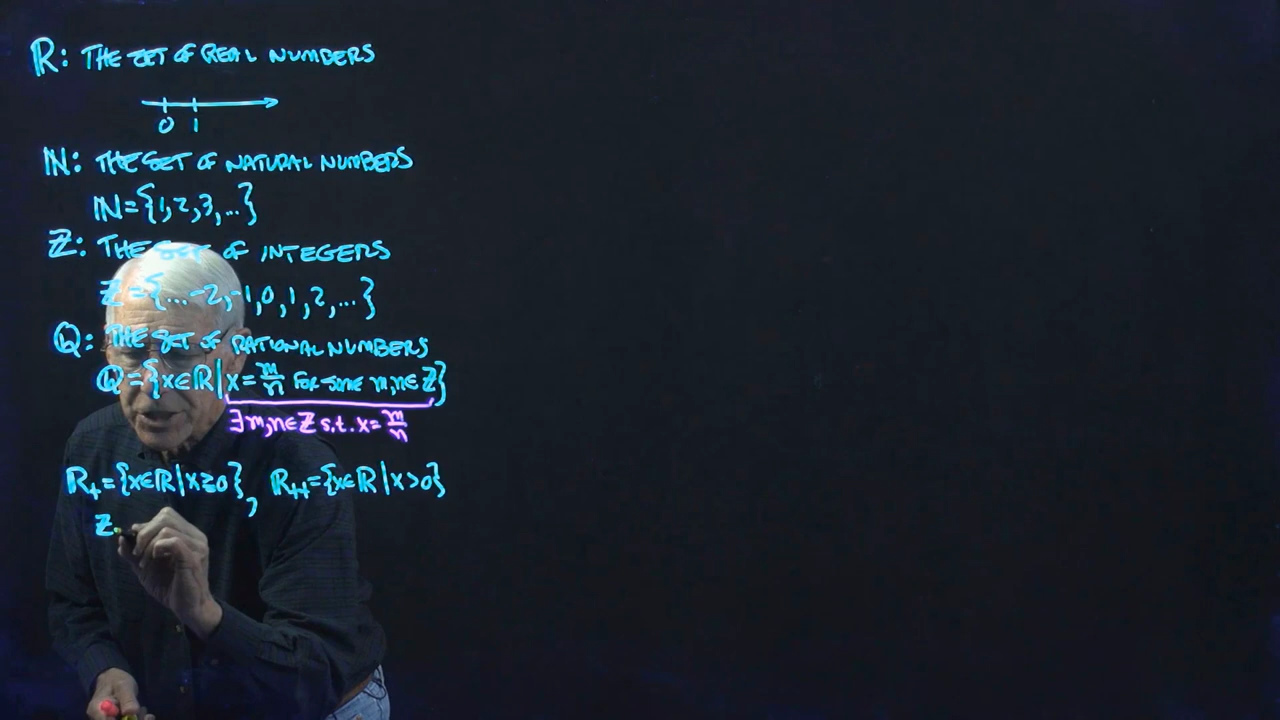 ℝ: THE SET OF REAL NUMBERS
0 1
ℕ: THE SET OF NATURAL NUMBERS
ℕ={1,2,3,...}
ℤ: THE SET OF INTEGERS
ℤ={...-2,-1,0,1,2,...}
ℚ: THE SET OF RATIONAL NUMBERS
ℚ={x∈ℝ|x=m/n FOR SOME m,n∈ℤ}
∃m,n∈ℤ s.t. x=m/n
ℝ₊={x∈ℝ|x≥0}, ℝ₊₊={x∈ℝ|x>0}
ℤ